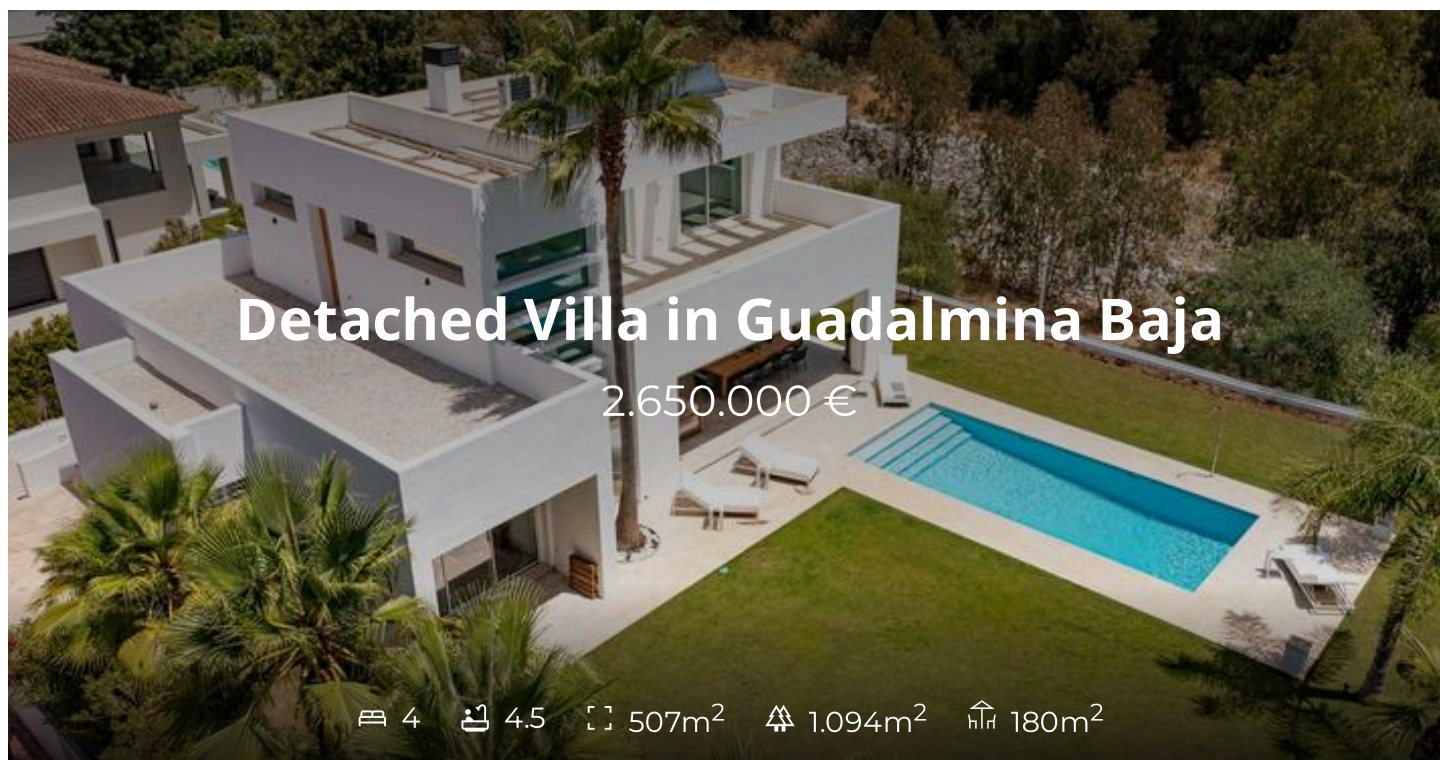 Detached Villa in Guadalmina Baja
2.650.000 €
4 4.5 507m² 1.094m² 180m²